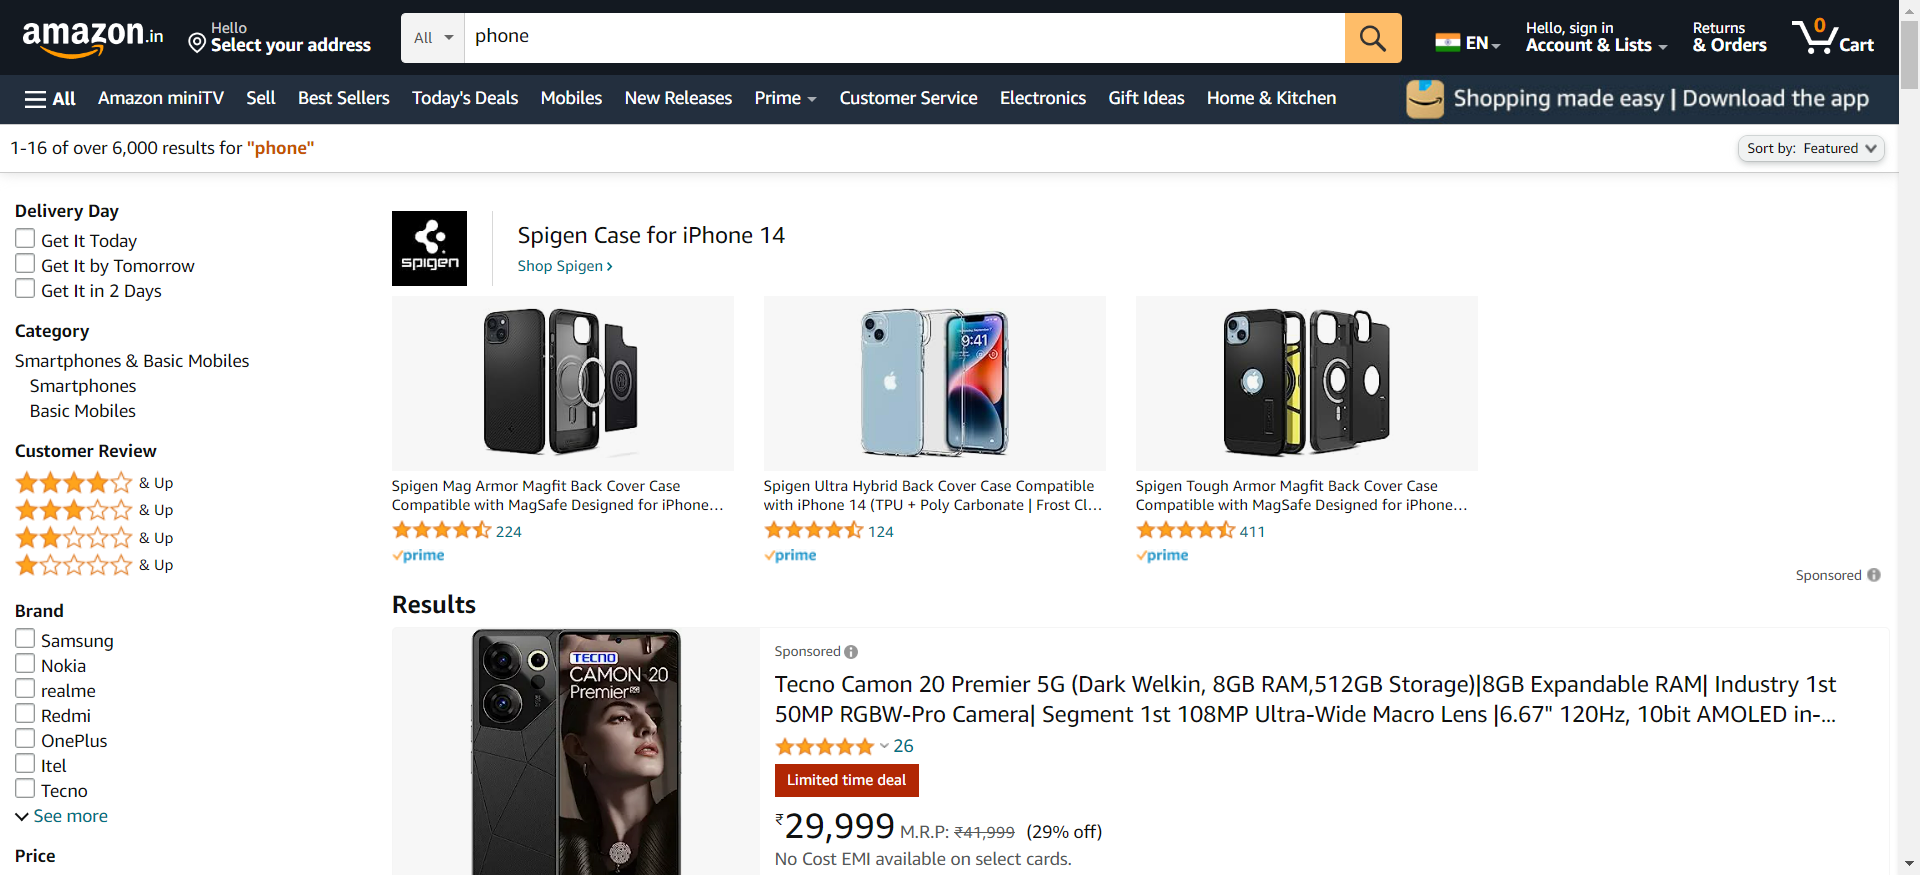 amazon.in
Hello
Select your address
All
phone
EN
Hello, sign in
Account & Lists
Returns
& Orders
0
Cart
All
Amazon miniTV
Sell
Best Sellers
Today's Deals
Mobiles
New Releases
Prime
Customer Service
Electronics
Gift Ideas
Home & Kitchen
Shopping made easy | Download the app
1-16 of over 6,000 results for "phone"
Sort by: Featured
Delivery Day
Get It Today
Get It by Tomorrow
Get It in 2 Days
Category
Smartphones & Basic Mobiles
Smartphones
Basic Mobiles
Customer Review
& Up
& Up
& Up
& Up
Brand
Samsung
Nokia
realme
Redmi
OnePlus
Itel
Tecno
See more
Price
spigen
Spigen Case for iPhone 14
Shop Spigen ›
9:41
Spigen Mag Armor Magfit Back Cover Case
Compatible with MagSafe Designed for iPhone…
224
prime
Spigen Ultra Hybrid Back Cover Case Compatible
with iPhone 14 (TPU + Poly Carbonate | Frost Cl…
124
prime
Spigen Tough Armor Magfit Back Cover Case
Compatible with MagSafe Designed for iPhone…
411
prime
Sponsored
Results
TECNO
CAMON 20
Premier 5G
Sponsored
Tecno Camon 20 Premier 5G (Dark Welkin, 8GB RAM,512GB Storage)|8GB Expandable RAM| Industry 1st
50MP RGBW-Pro Camera| Segment 1st 108MP Ultra-Wide Macro Lens |6.67" 120Hz, 10bit AMOLED in-…
26
Limited time deal
₹29,999 M.R.P: ₹41,999 (29% off)
No Cost EMI available on select cards.